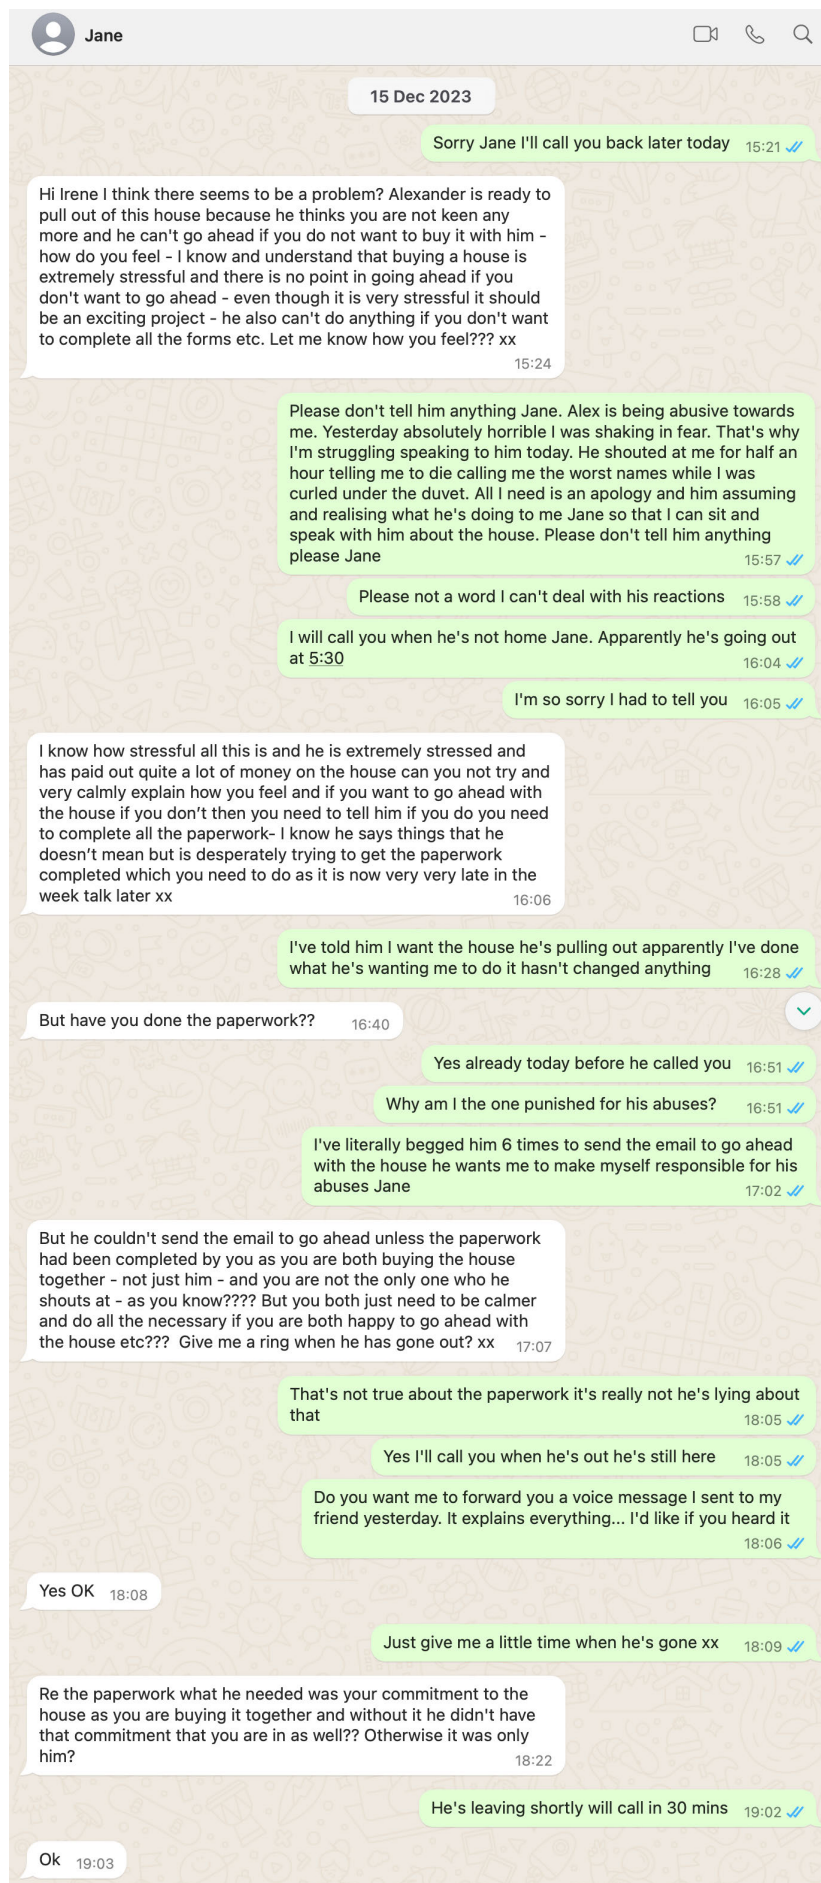 Jane
15 Dec 2023
Sorry Jane I'll call you back later today
15:21
Hi Irene I think there seems to be a problem? Alexander is ready to
pull out of this house because he thinks you are not keen any
more and he can't go ahead if you do not want to buy it with him -
how do you feel - I know and understand that buying a house is
extremely stressful and there is no point in going ahead if you
don't want to go ahead - even though it is very stressful it should
be an exciting project - he also can't do anything if you don't want
to complete all the forms etc. Let me know how you feel??? xx
15:24
Please don't tell him anything Jane. Alex is being abusive towards
me. Yesterday absolutely horrible I was shaking in fear. That's why
I'm struggling speaking to him today. He shouted at me for half an
hour telling me to die calling me the worst names while I was
curled under the duvet. All I need is an apology and him assuming
and realising what he's doing to me Jane so that I can sit and
speak with him about the house. Please don't tell him anything
please Jane
15:57
Please not a word I can't deal with his reactions
15:58
I will call you when he's not home Jane. Apparently he's going out
at 5:30
16:04
I'm so sorry I had to tell you
16:05
I know how stressful all this is and he is extremely stressed and
has paid out quite a lot of money on the house can you not try and
very calmly explain how you feel and if you want to go ahead with
the house if you don’t then you need to tell him if you do you need
to complete all the paperwork- I know he says things that he
doesn’t mean but is desperately trying to get the paperwork
completed which you need to do as it is now very very late in the
week talk later xx
16:06
I've told him I want the house he's pulling out apparently I've done
what he's wanting me to do it hasn't changed anything
16:28
But have you done the paperwork??
16:40
Yes already today before he called you
16:51
Why am I the one punished for his abuses?
16:51
I've literally begged him 6 times to send the email to go ahead
with the house he wants me to make myself responsible for his
abuses Jane
17:02
But he couldn't send the email to go ahead unless the paperwork
had been completed by you as you are both buying the house
together - not just him - and you are not the only one who he
shouts at - as you know???? But you both just need to be calmer
and do all the necessary if you are both happy to go ahead with
the house etc???  Give me a ring when he has gone out? xx
17:07
That's not true about the paperwork it's really not he's lying about
that
18:05
Yes I'll call you when he's out he's still here
18:05
Do you want me to forward you a voice message I sent to my
friend yesterday. It explains everything... I'd like if you heard it
18:06
Yes OK
18:08
Just give me a little time when he's gone xx
18:09
Re the paperwork what he needed was your commitment to the
house as you are buying it together and without it he didn't have
that commitment that you are in as well?? Otherwise it was only
him?
18:22
He's leaving shortly will call in 30 mins
19:02
Ok
19:03